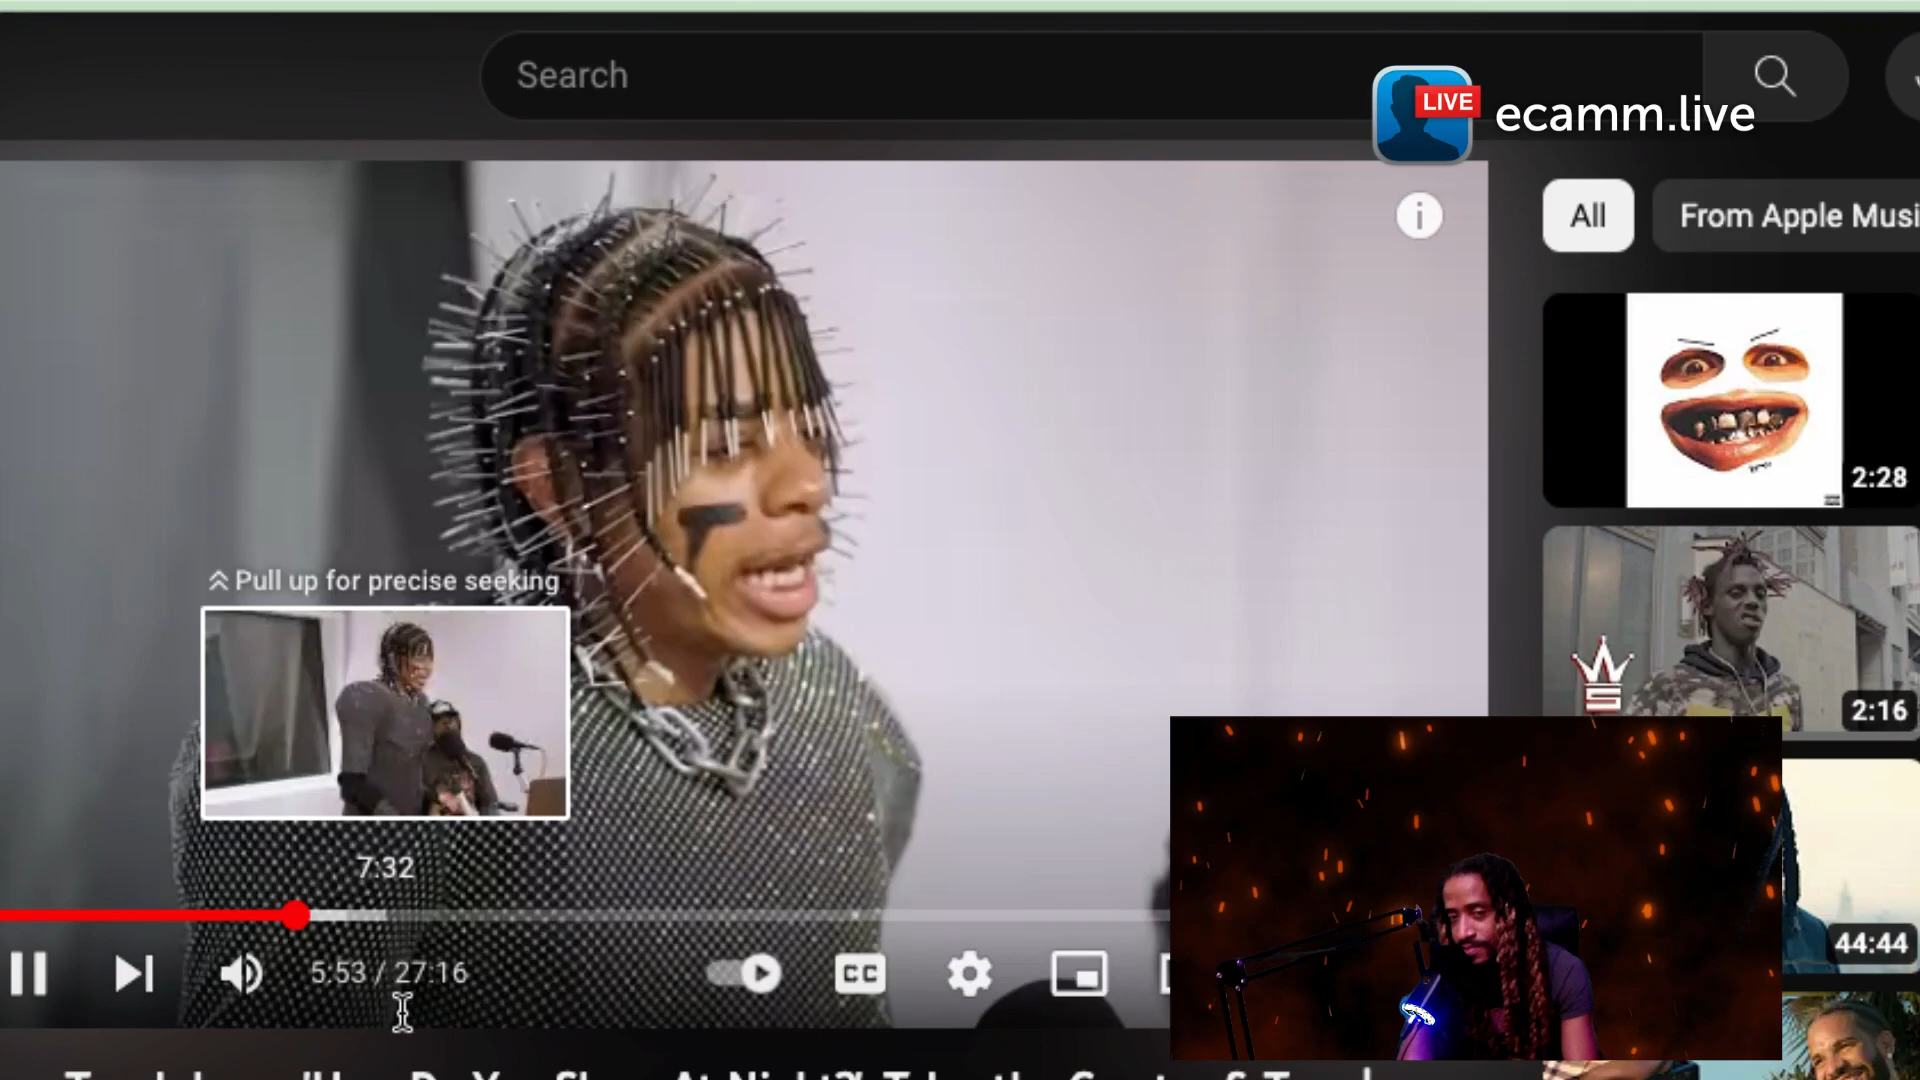 Search
LIVE
ecamm.live
All
From Apple Musi
2:28
Pull up for precise seeking
2:16
7:32
44:44
5:53 / 27:16
CC